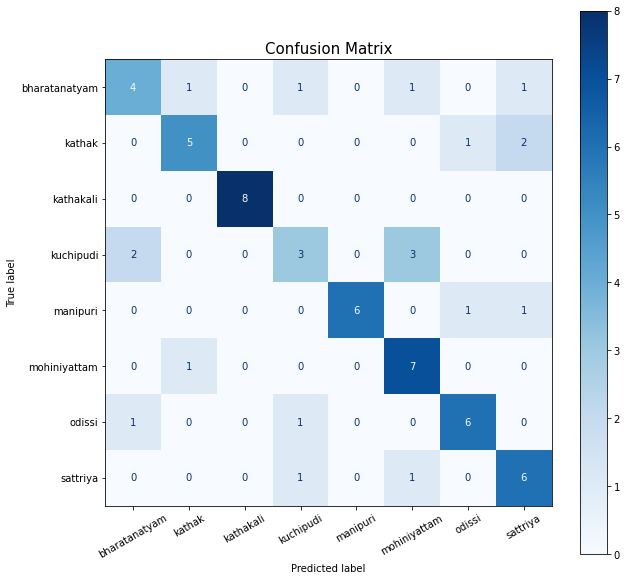 Confusion Matrix
True label
bharatanatyam 4 1 0 1 0 1 0 1
kathak 0 5 0 0 0 0 1 2
kathakali 0 0 8 0 0 0 0 0
kuchipudi 2 0 0 3 0 3 0 0
manipuri 0 0 0 0 6 0 1 1
mohiniyattam 0 1 0 0 0 7 0 0
odissi 1 0 0 1 0 0 6 0
sattriya 0 0 0 1 0 1 0 6
bharatanatyam kathak kathakali kuchipudi manipuri mohiniyattam odissi sattriya
Predicted label
8
7
6
5
4
3
2
1
0